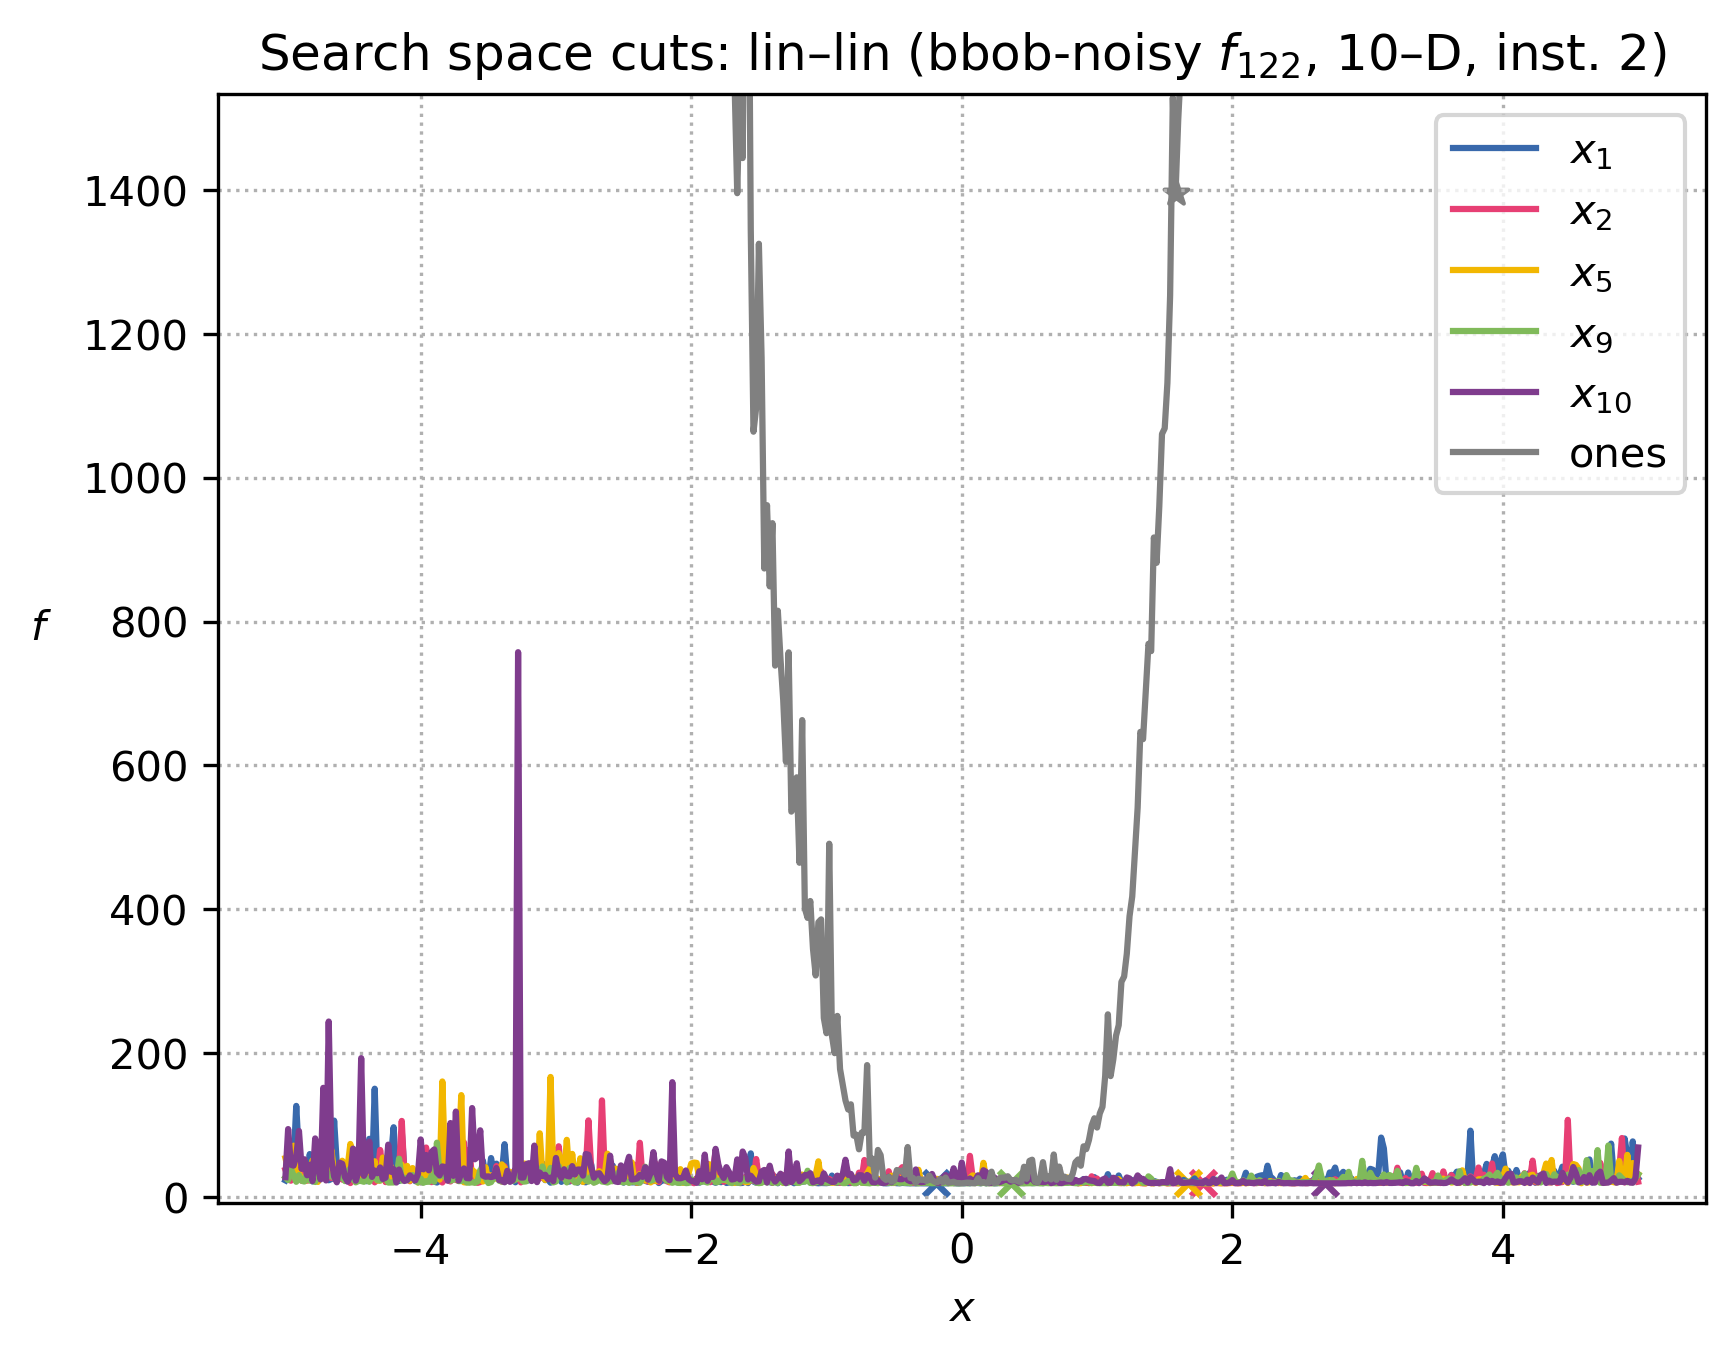 Search space cuts: lin–lin (bbob-noisy f122, 10–D, inst. 2)
f
1400
1200
1000
800
600
400
200
0
−4
−2
0
2
4
x
x1
x2
x5
x9
x10
ones